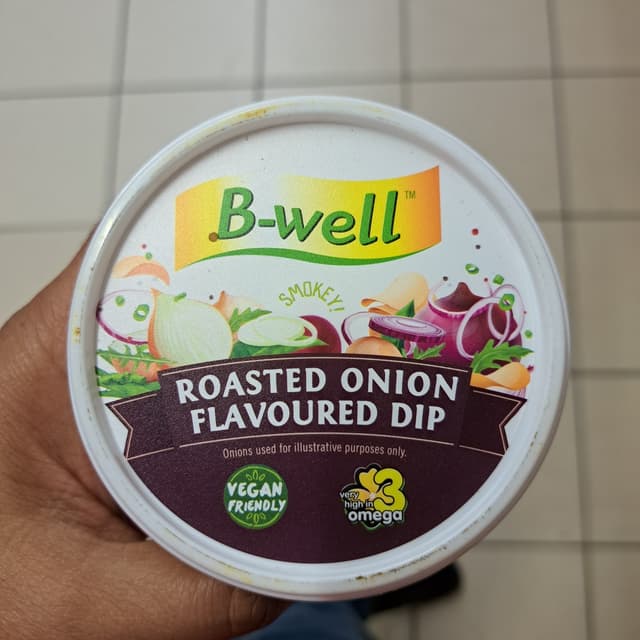 B-well™
SMOKEY!
ROASTED ONION
FLAVOURED DIP
Onions used for illustrative purposes only.
VEGAN
FRIENDLY
very
high in
3
omega